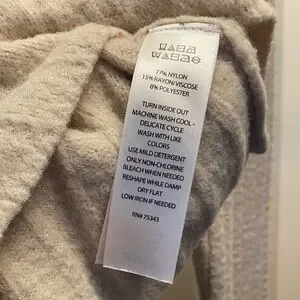 77% NYLON
15% RAYON/VISCOSE
8% POLYESTER
TURN INSIDE OUT
MACHINE WASH COOL -
DELICATE CYCLE
WASH WITH LIKE
COLORS
USE MILD DETERGENT
ONLY NON-CHLORINE
BLEACH WHEN NEEDED
RESHAPE WHILE DAMP
DRY FLAT
LOW IRON IF NEEDED
RN# 75343